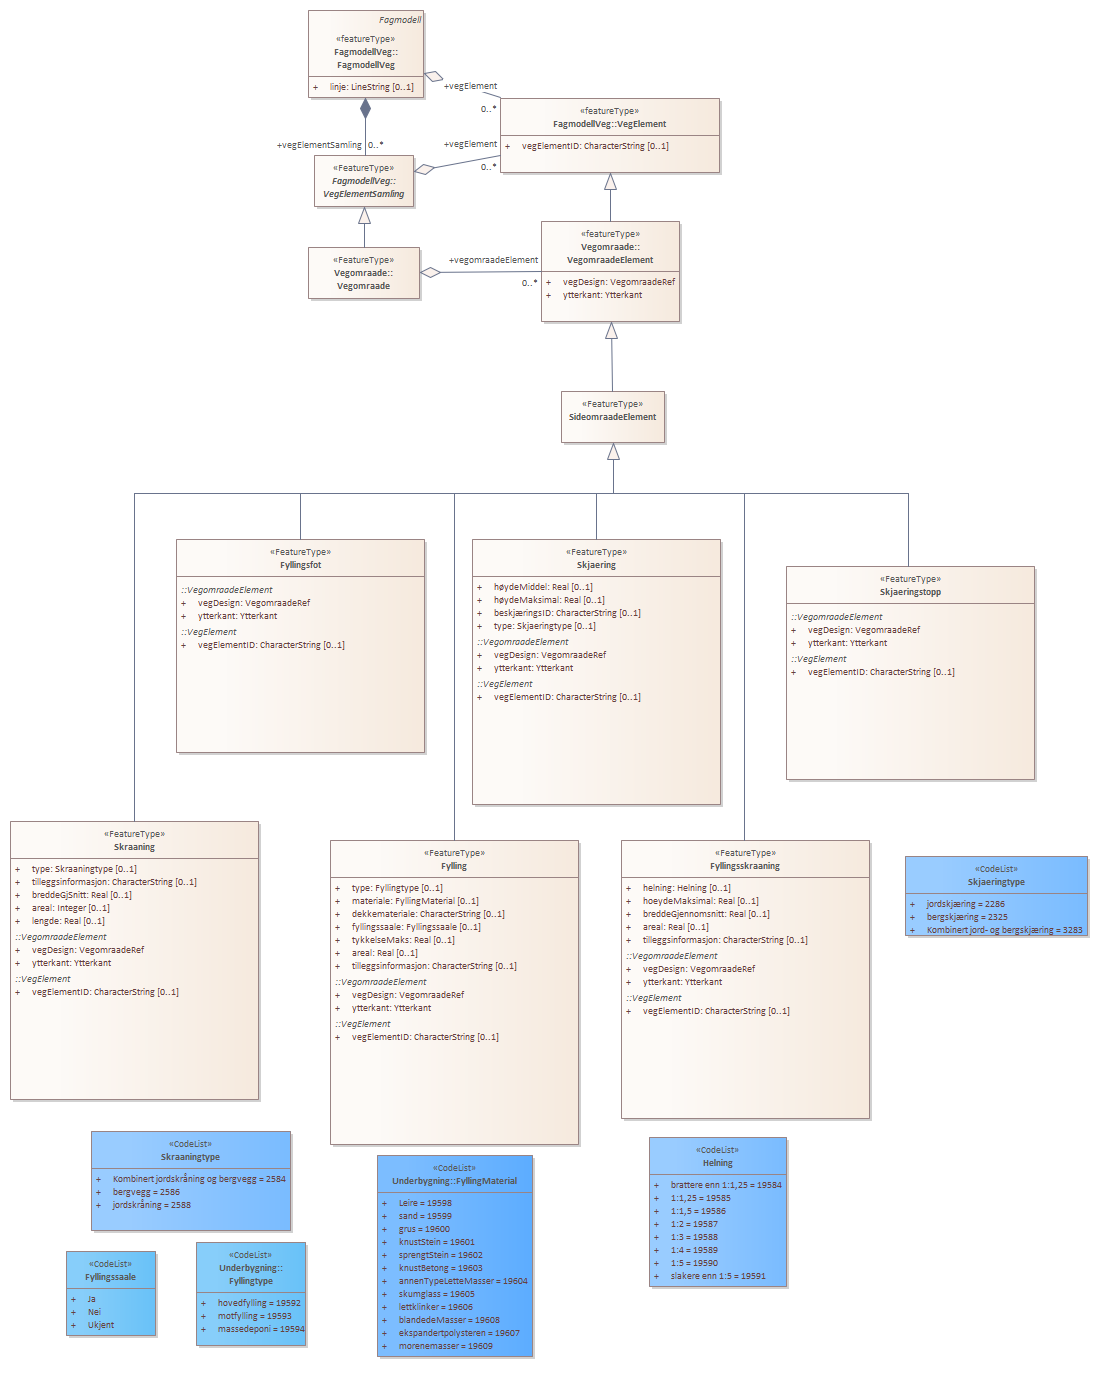 Fagmodell
«featureType»
FagmodellVeg::
FagmodellVeg
+ linje: LineString [0..1]
+vegElement
0..*
«featureType»
FagmodellVeg::VegElement
+ vegElementID: CharacterString [0..1]
+vegElementSamling
0..*
+vegElement
0..*
«FeatureType»
FagmodellVeg::
VegElementSamling
«FeatureType»
Vegomraade::
Vegomraade
+vegomraadeElement
0..*
«featureType»
Vegomraade::
VegomraadeElement
+ vegDesign: VegomraadeRef
+ ytterkant: Ytterkant
«FeatureType»
SideomraadeElement
«FeatureType»
Fyllingsfot
::VegomraadeElement
+ vegDesign: VegomraadeRef
+ ytterkant: Ytterkant
::VegElement
+ vegElementID: CharacterString [0..1]
«FeatureType»
Skjaering
+ høydeMiddel: Real [0..1]
+ høydeMaksimal: Real [0..1]
+ beskjæringsID: CharacterString [0..1]
+ type: Skjaeringtype [0..1]
::VegomraadeElement
+ vegDesign: VegomraadeRef
+ ytterkant: Ytterkant
::VegElement
+ vegElementID: CharacterString [0..1]
«FeatureType»
Skjaeringstopp
::VegomraadeElement
+ vegDesign: VegomraadeRef
+ ytterkant: Ytterkant
::VegElement
+ vegElementID: CharacterString [0..1]
«FeatureType»
Skraaning
+ type: Skraaningtype [0..1]
+ tilleggsinformasjon: CharacterString [0..1]
+ breddeGjSnitt: Real [0..1]
+ areal: Integer [0..1]
+ lengde: Real [0..1]
::VegomraadeElement
+ vegDesign: VegomraadeRef
+ ytterkant: Ytterkant
::VegElement
+ vegElementID: CharacterString [0..1]
«FeatureType»
Fylling
+ type: Fyllingtype [0..1]
+ materiale: FyllingMaterial [0..1]
+ dekkemateriale: CharacterString [0..1]
+ fyllingssaale: Fyllingssaale [0..1]
+ tykkelseMaks: Real [0..1]
+ areal: Real [0..1]
+ tilleggsinformasjon: CharacterString [0..1]
::VegomraadeElement
+ vegDesign: VegomraadeRef
+ ytterkant: Ytterkant
::VegElement
+ vegElementID: CharacterString [0..1]
«FeatureType»
Fyllingsskraaning
+ helning: Helning [0..1]
+ hoeydeMaksimal: Real [0..1]
+ breddeGjennomsnitt: Real [0..1]
+ areal: Real [0..1]
+ tilleggsinformasjon: CharacterString [0..1]
::VegomraadeElement
+ vegDesign: VegomraadeRef
+ ytterkant: Ytterkant
::VegElement
+ vegElementID: CharacterString [0..1]
«CodeList»
Skjaeringtype
+ jordskjæring = 2286
+ bergskjæring = 2325
+ Kombinert jord- og bergskjæring = 3283
«CodeList»
Skraaningtype
+ Kombinert jordskråning og bergvegg = 2584
+ bergvegg = 2586
+ jordskråning = 2588
«CodeList»
Fyllingssaale
+ Ja
+ Nei
+ Ukjent
«CodeList»
Underbygning::
Fyllingtype
+ hovedfylling = 19592
+ motfylling = 19593
+ massedeponi = 19594
«CodeList»
Underbygning::FyllingMaterial
+ Leire = 19598
+ sand = 19599
+ grus = 19600
+ knustStein = 19601
+ sprengtStein = 19602
+ knustBetong = 19603
+ annenTypeLetteMasser = 19604
+ skumglass = 19605
+ lettklinker = 19606
+ blandedeMasser = 19608
+ ekspandertpolysteren = 19607
+ morenemasser = 19609
«CodeList»
Helning
+ brattere enn 1:1,25 = 19584
+ 1:1,25 = 19585
+ 1:1,5 = 19586
+ 1:2 = 19587
+ 1:3 = 19588
+ 1:4 = 19589
+ 1:5 = 19590
+ slakere enn 1:5 = 19591